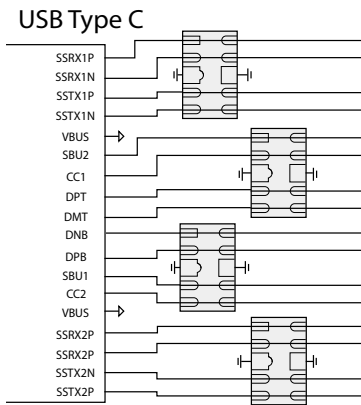 USB Type C
SSRX1P
SSRX1N
SSTX1P
SSTX1N
VBUS
SBU2
CC1
DPT
DMT
DNB
DPB
SBU1
CC2
VBUS
SSRX2P
SSRX2P
SSTX2N
SSTX2P